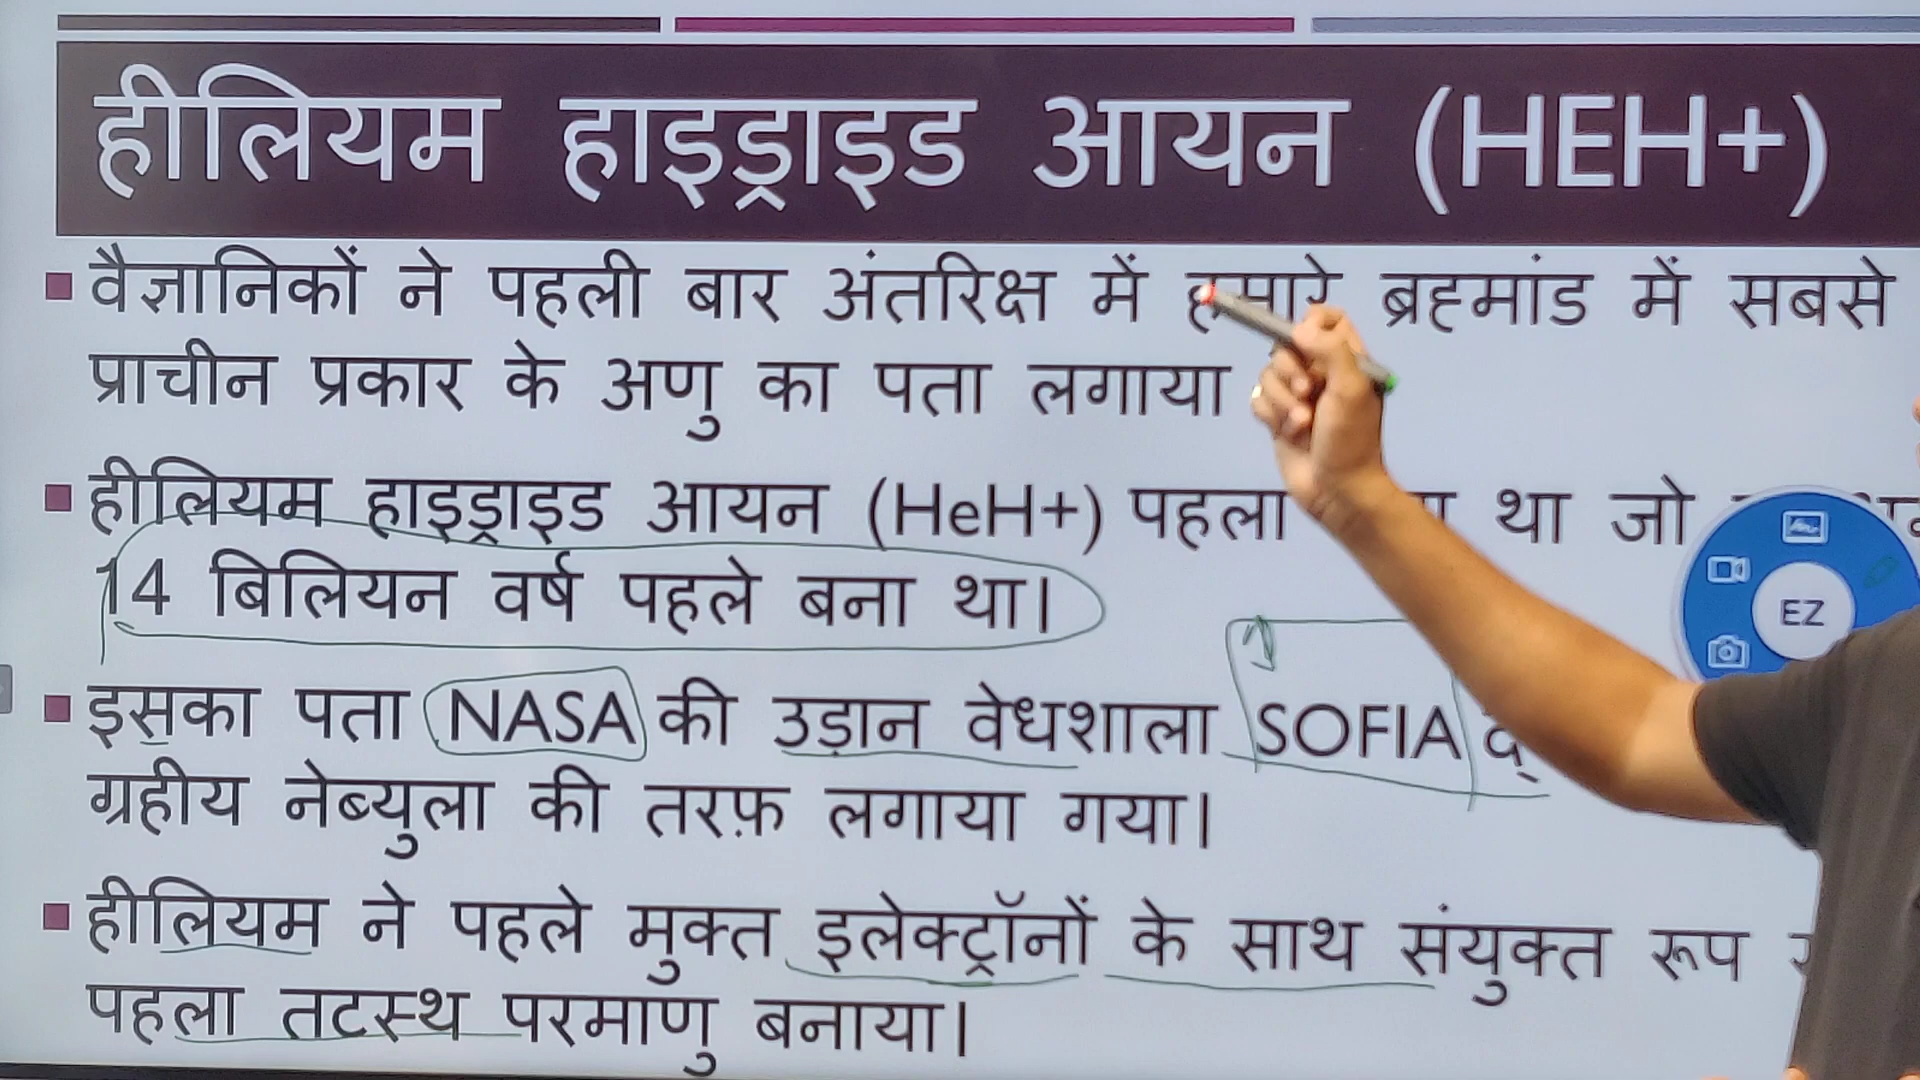 हीलियम हाइड्राइड आयन (HEH+)
वैज्ञानिकों ने पहली बार अंतरिक्ष में हमारे ब्रह्मांड में सबसे
प्राचीन प्रकार के अणु का पता लगाया
हीलियम हाइड्राइड आयन (HeH+) पहला था जो
14 बिलियन वर्ष पहले बना था।
EZ
इसका पता NASA की उड़ान वेधशाला SOFIA
ग्रहीय नेब्युला की तरफ़ लगाया गया।
हीलियम ने पहले मुक्त इलेक्ट्रॉनों के साथ संयुक्त रूप
पहला तटस्थ परमाणु बनाया।